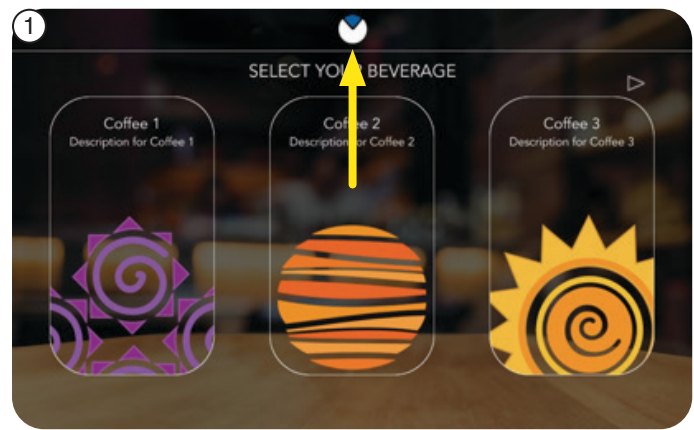 1
SELECT YOUR BEVERAGE
Coffee 1
Description for Coffee 1
Coffee 2
Description for Coffee 2
Coffee 3
Description for Coffee 3